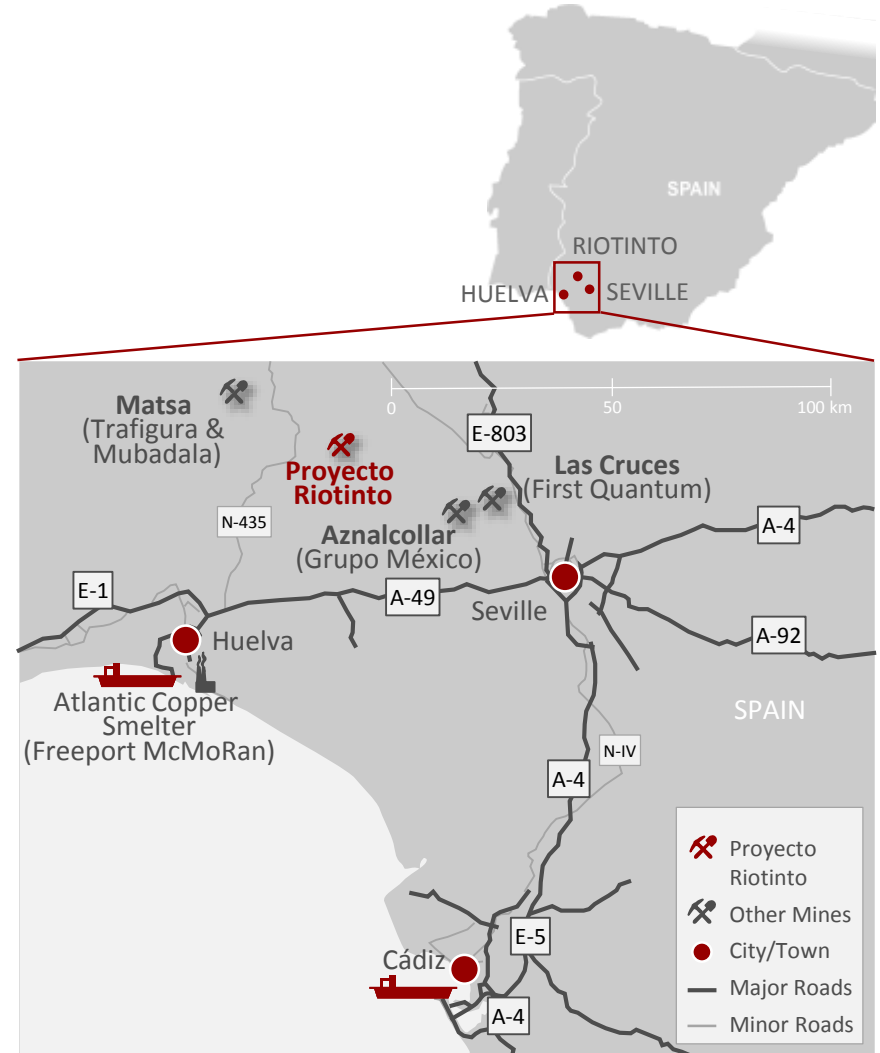 SPAIN
RIOTINTO
HUELVA
SEVILLE
Matsa
(Trafigura &
Mubadala)
0
50
100 km
E-803
Proyecto
Riotinto
Las Cruces
(First Quantum)
N-435
Aznalcollar
(Grupo México)
A-4
E-1
A-49
Seville
Huelva
A-92
Atlantic Copper
Smelter
(Freeport McMoRan)
SPAIN
N-IV
A-4
Proyecto
Riotinto
Other Mines
City/Town
Major Roads
Minor Roads
E-5
Cádiz
A-4